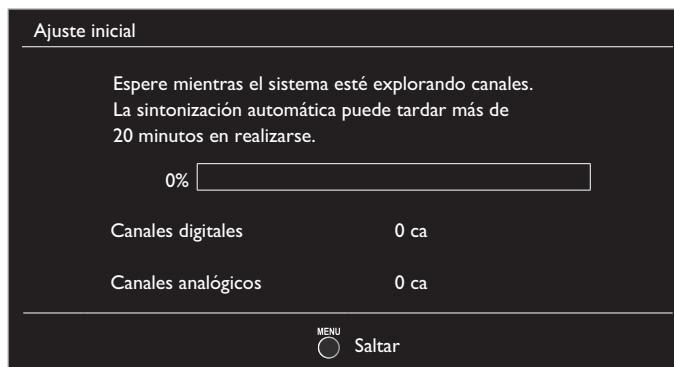 Ajuste inicial
Espere mientras el sistema esté explorando canales.
La sintonización automática puede tardar más de
20 minutos en realizarse.
0%
Canales digitales 0 ca
Canales analógicos 0 ca
MENU
Saltar